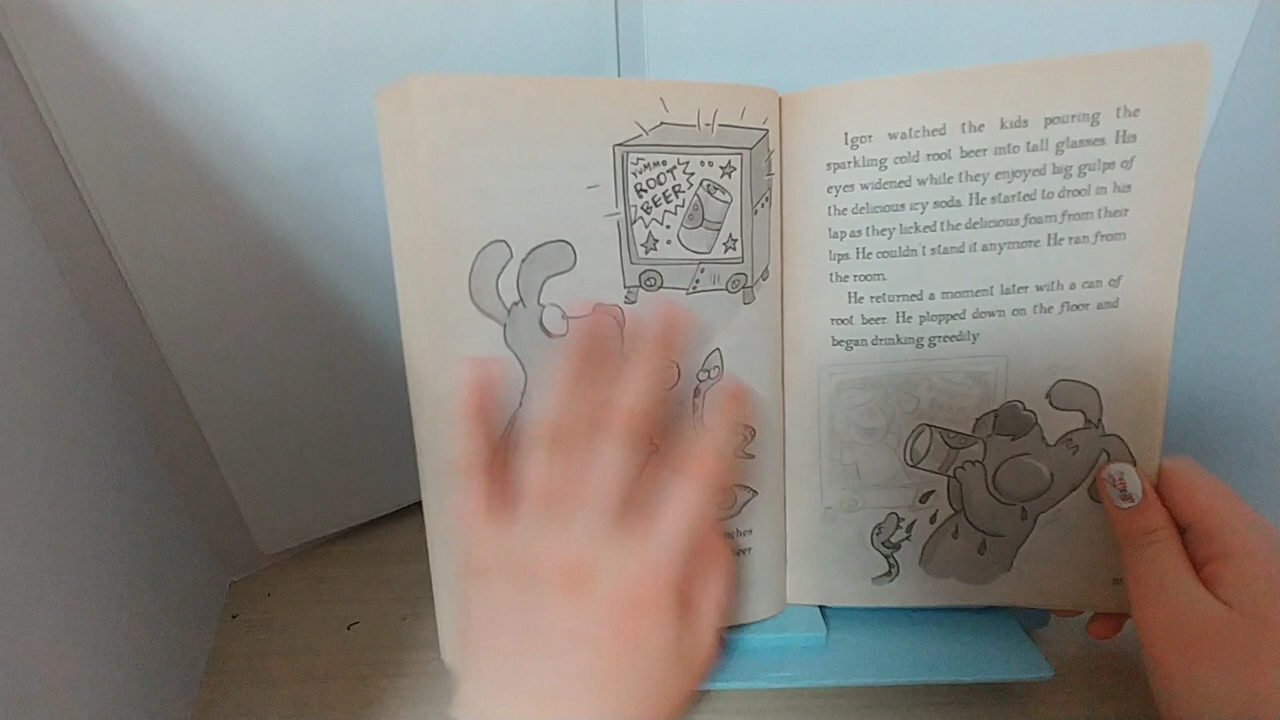 YUMMO
ROOT
BEER
beer
Igor watched the kids pouring the
sparkling cold root beer into tall glasses. His
eyes widened while they enjoyed big gulps of
the delicious icy soda. He started to drool in his
lap as they licked the delicious foam from their
lips. He couldn't stand it anymore. He ran from
the room.
He returned a moment later with a can of
root beer. He plopped down on the floor and
began drinking greedily.